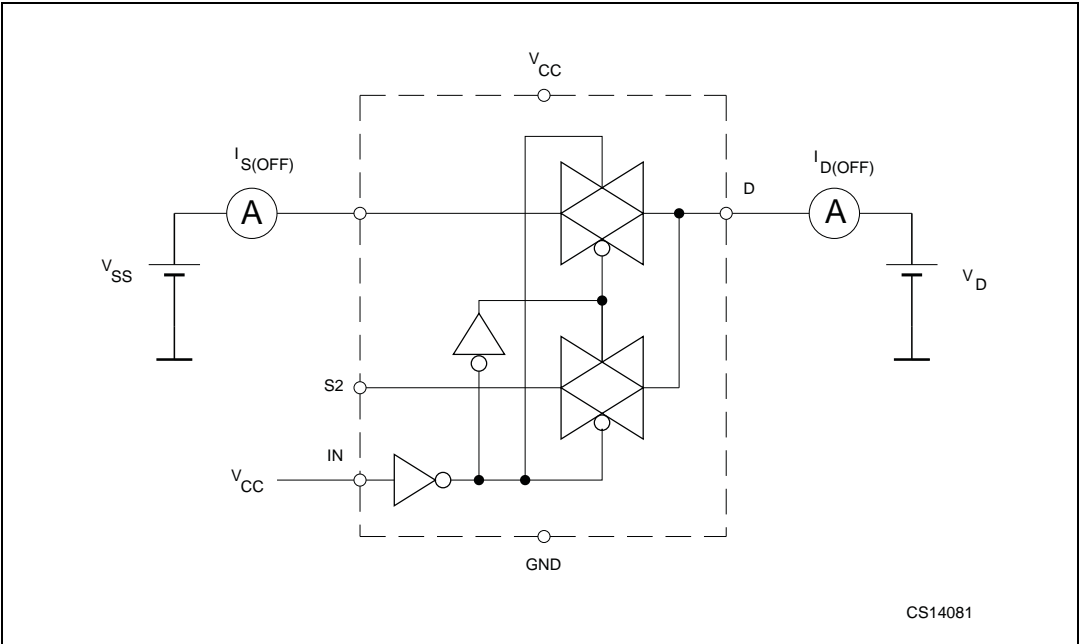 V CC
I S(OFF)
A
D
I D(OFF)
A
V SS
V D
S2
IN
V CC
GND
CS14081